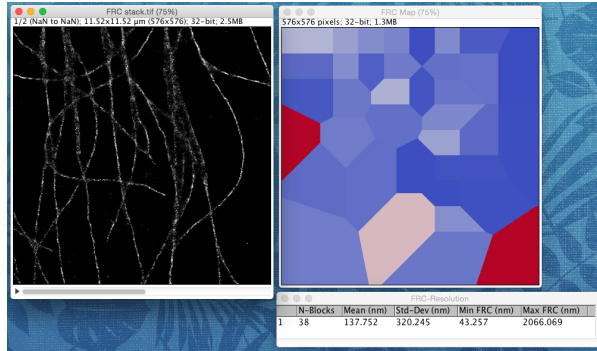 FRC stack.tif (75%)
1/2 (NaN to NaN); 11.52x11.52 µm (576x576); 32-bit; 2.5MB
FRC Map (75%)
576x576 pixels; 32-bit; 1.3MB
FRC-Resolution
N-Blocks Mean (nm) Std-Dev (nm) Min FRC (nm) Max FRC (nm)
1 38 137.752 320.245 43.257 2066.069